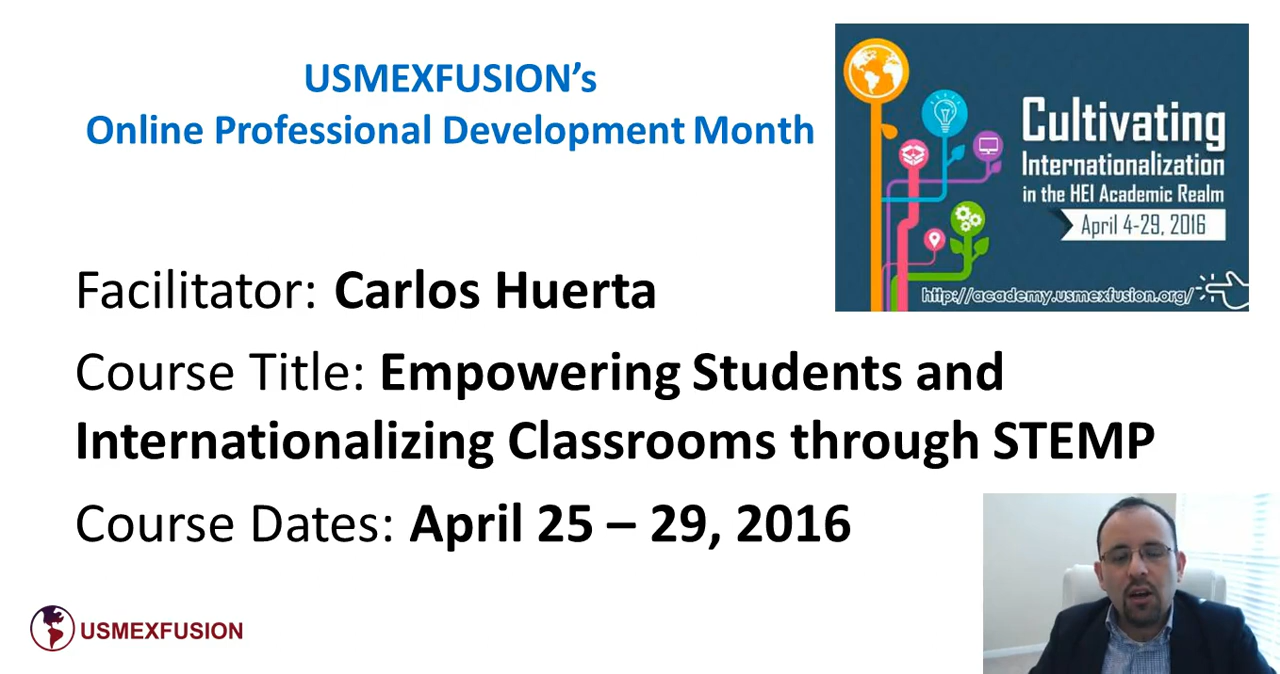 USMEXFUSION’s
Online Professional Development Month
Cultivating
Internationalization
in the HEI Academic Realm
April 4-29, 2016
http://academy.usmexfusion.org/
Facilitator: Carlos Huerta
Course Title: Empowering Students and
Internationalizing Classrooms through STEMP
Course Dates: April 25 – 29, 2016
USMEXFUSION